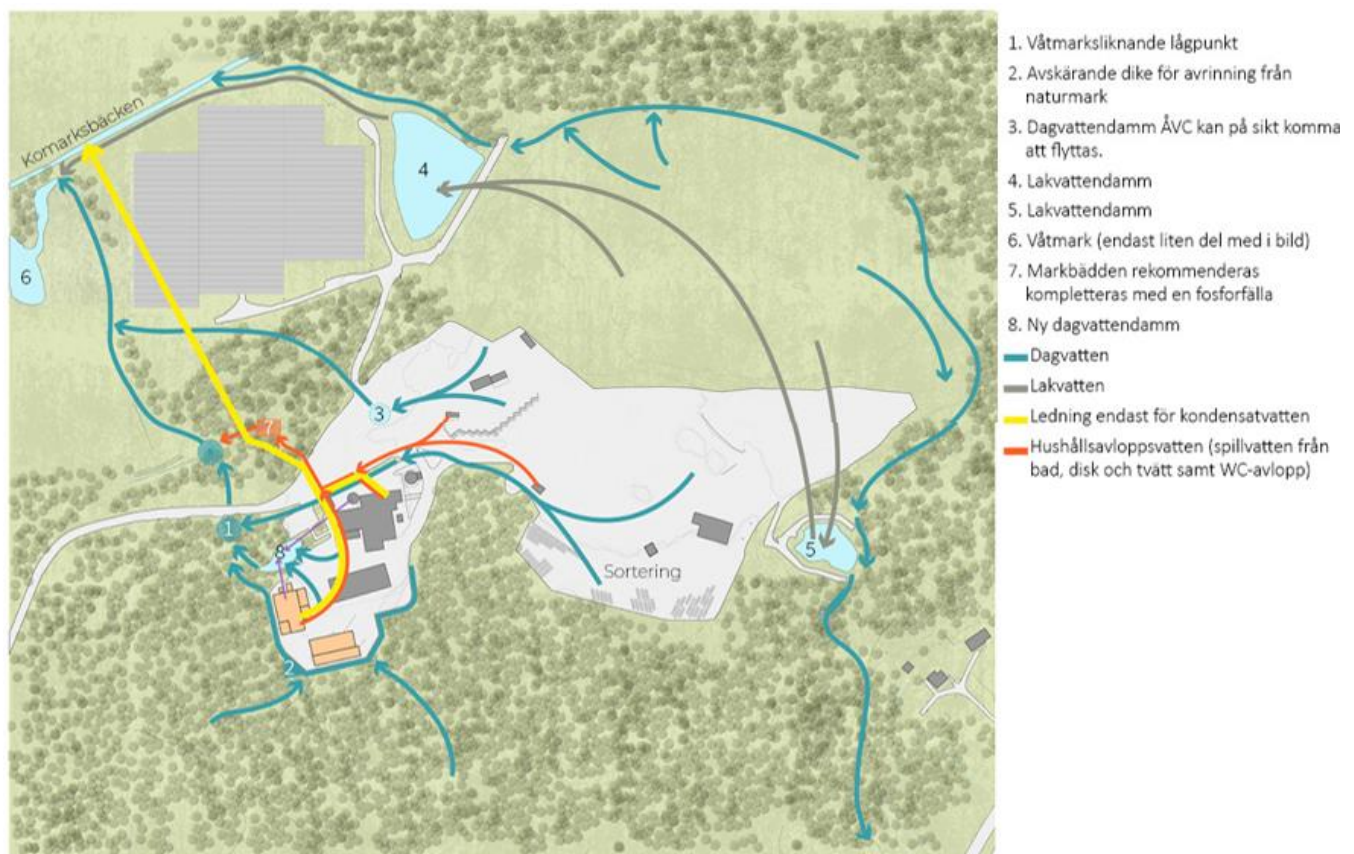 Komarksbäcken
4
6
3
7
1
8
5
Sortering
2
1. Våtmarksliknande lågpunkt
2. Avskärande dike för avrinning från
naturmark
3. Dagvattendamm ÅVC kan på sikt komma
att flyttas.
4. Lakvattendamm
5. Lakvattendamm
6. Våtmark (endast liten del med i bild)
7. Markbädden rekommenderas
kompletteras med en fosforfälla
8. Ny dagvattendamm
Dagvatten
Lakvatten
Ledning endast för kondensatvatten
Hushållsavloppsvatten (spillvatten från
bad, disk och tvätt samt WC-avlopp)